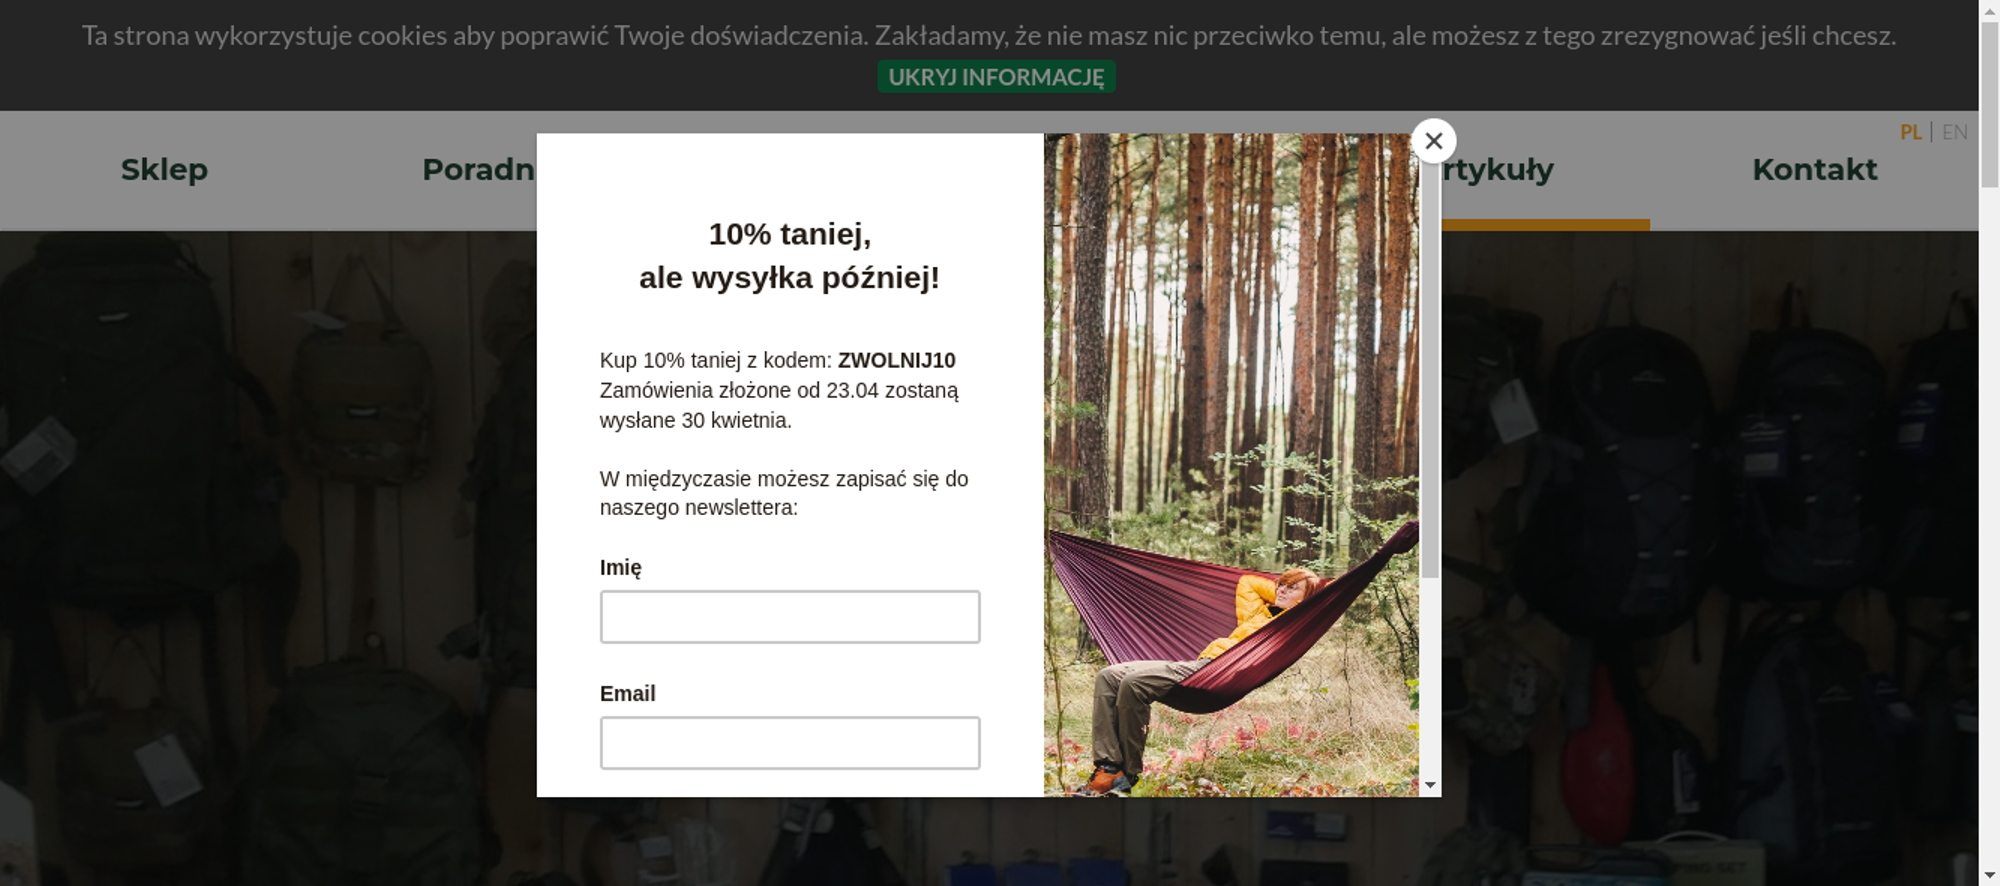 Ta strona wykorzystuje cookies aby poprawić Twoje doświadczenia. Zakładamy, że nie masz nic przeciwko temu, ale możesz z tego zrezygnować jeśli chcesz.
UKRYJ INFORMACJĘ
PL | EN
Sklep
Poradn
rtykuły
Kontakt
10% taniej,
ale wysyłka później!
Kup 10% taniej z kodem: ZWOLNIJ10
Zamówienia złożone od 23.04 zostaną
wysłane 30 kwietnia.
W międzyczasie możesz zapisać się do
naszego newslettera:
Imię
Email